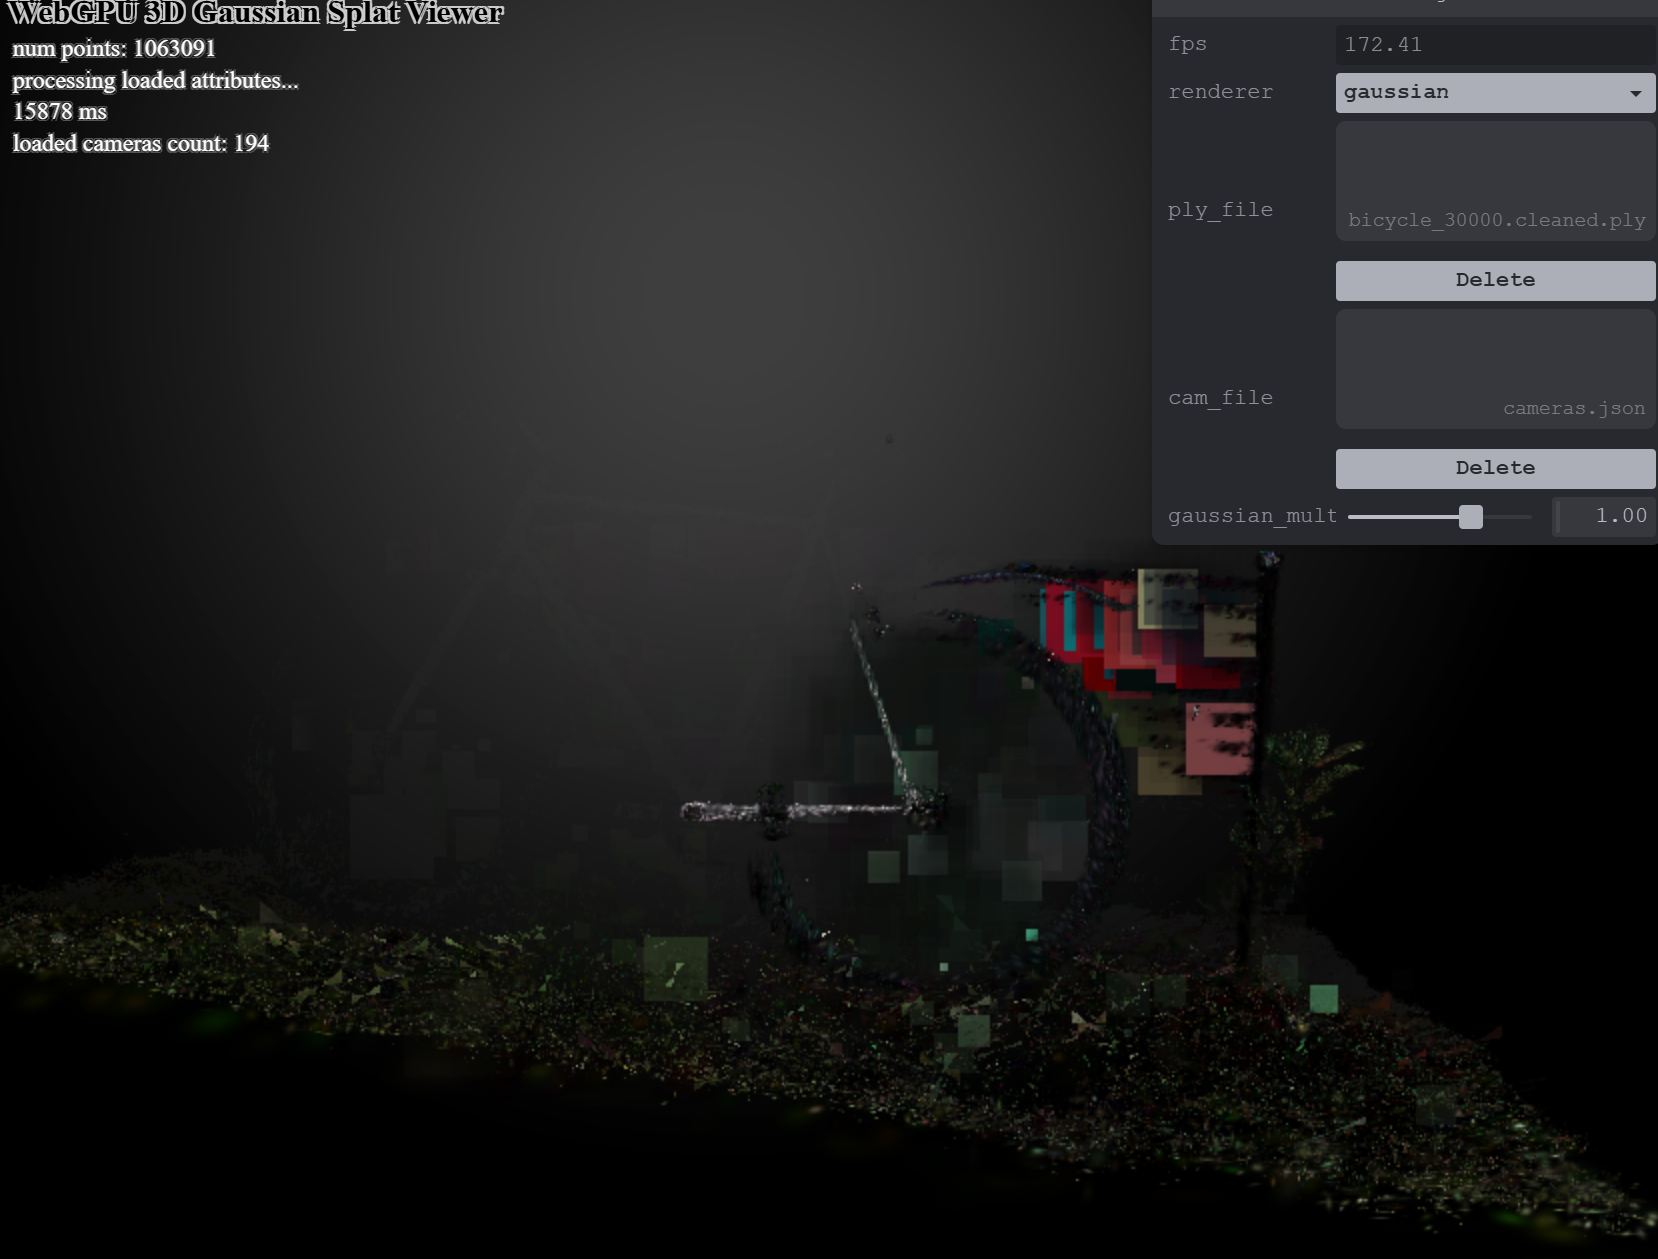 WebGPU 3D Gaussian Splat Viewer
num points: 1063091
processing loaded attributes...
15878 ms
loaded cameras count: 194
fps 172.41
renderer gaussian
ply_file bicycle_30000.cleaned.ply
Delete
cam_file cameras.json
Delete
gaussian_mult 1.00